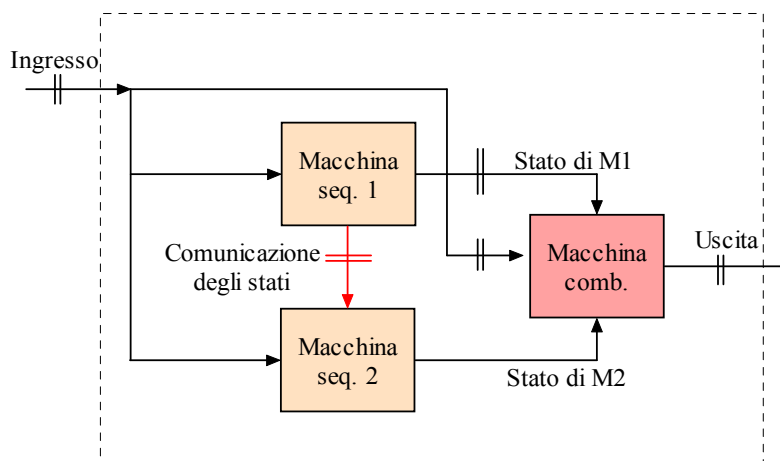 Ingresso
Macchina
seq. 1
Stato di M1
Comunicazione
degli stati
Macchina
comb.
Uscita
Macchina
seq. 2
Stato di M2